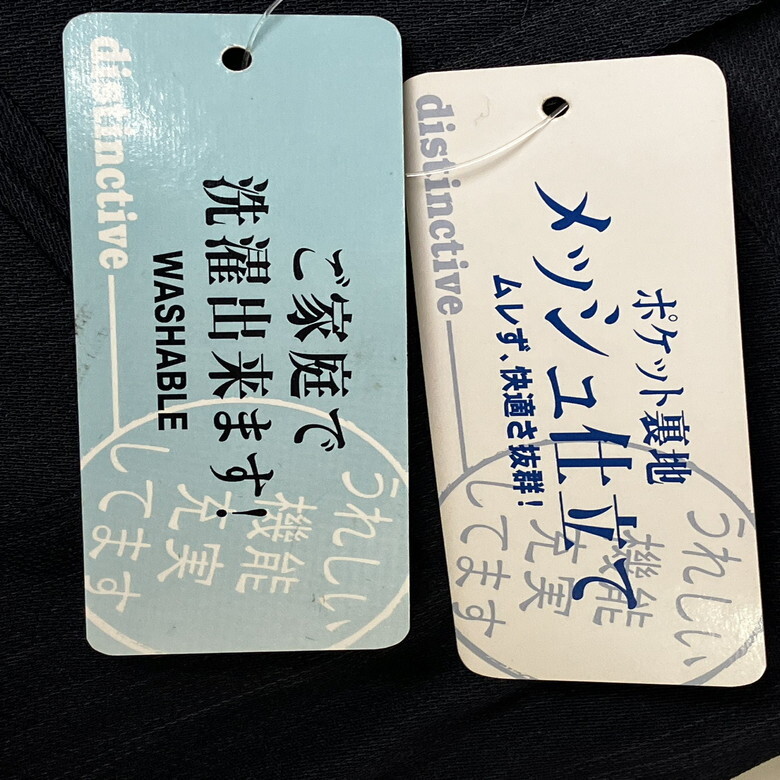 distinctive
ご家庭で
洗濯出来ます!
WASHABLE
うれしい
機能
充実
してます
distinctive
ポケット裏地
メッシュ仕立て
ムレず、快適さ抜群!
うれしい
機能
充実
してます